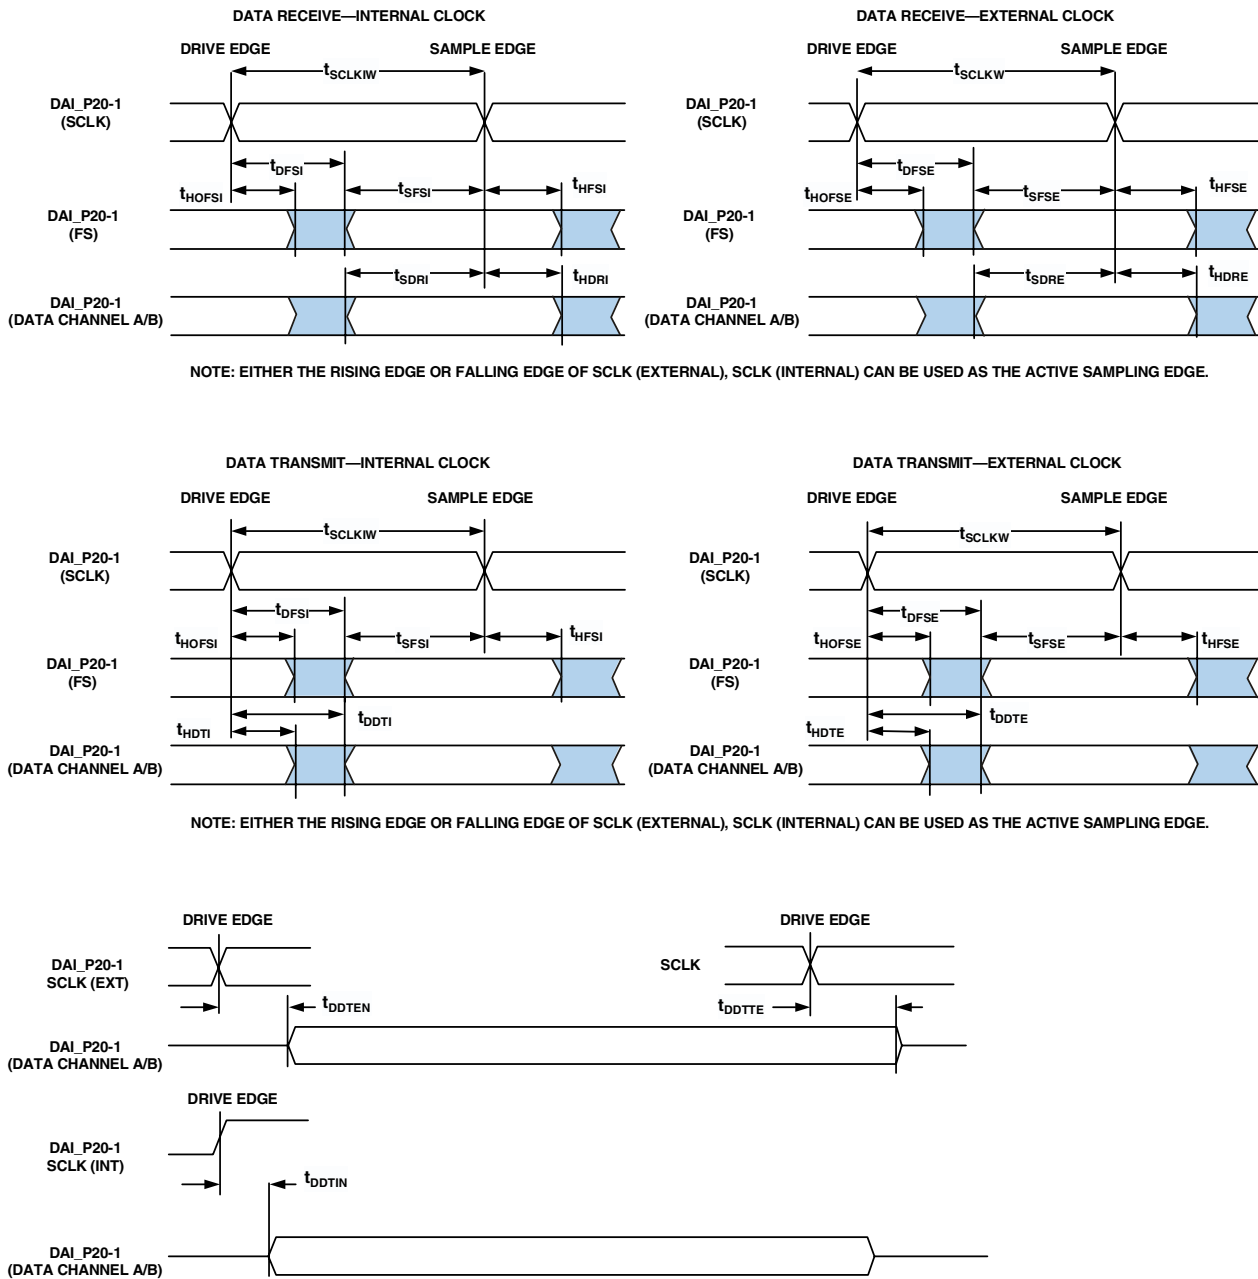 DATA RECEIVE—INTERNAL CLOCK
DRIVE EDGE
SAMPLE EDGE
tSCLKIW
DAI_P20-1
(SCLK)
tDFSI
tHOFSI
tSFSI
tHFSI
DAI_P20-1
(FS)
tSDRI
tHDRI
DAI_P20-1
(DATA CHANNEL A/B)
DATA RECEIVE—EXTERNAL CLOCK
DRIVE EDGE
SAMPLE EDGE
tSCLKW
DAI_P20-1
(SCLK)
tDFSE
tHOFSE
tSFSE
tHFSE
DAI_P20-1
(FS)
tSDRE
tHDRE
DAI_P20-1
(DATA CHANNEL A/B)
NOTE: EITHER THE RISING EDGE OR FALLING EDGE OF SCLK (EXTERNAL), SCLK (INTERNAL) CAN BE USED AS THE ACTIVE SAMPLING EDGE.
DATA TRANSMIT—INTERNAL CLOCK
DRIVE EDGE
SAMPLE EDGE
tSCLKIW
DAI_P20-1
(SCLK)
tDFSI
tHOFSI
tSFSI
tHFSI
DAI_P20-1
(FS)
tDDTI
tHDTI
DAI_P20-1
(DATA CHANNEL A/B)
DATA TRANSMIT—EXTERNAL CLOCK
DRIVE EDGE
SAMPLE EDGE
tSCLKW
DAI_P20-1
(SCLK)
tDFSE
tHOFSE
tSFSE
tHFSE
DAI_P20-1
(FS)
tDDTE
tHDTE
DAI_P20-1
(DATA CHANNEL A/B)
NOTE: EITHER THE RISING EDGE OR FALLING EDGE OF SCLK (EXTERNAL), SCLK (INTERNAL) CAN BE USED AS THE ACTIVE SAMPLING EDGE.
DRIVE EDGE
DRIVE EDGE
DAI_P20-1
SCLK (EXT)
SCLK
tDDTEN
tDDTTE
DAI_P20-1
(DATA CHANNEL A/B)
DRIVE EDGE
DAI_P20-1
SCLK (INT)
tDDTIN
DAI_P20-1
(DATA CHANNEL A/B)